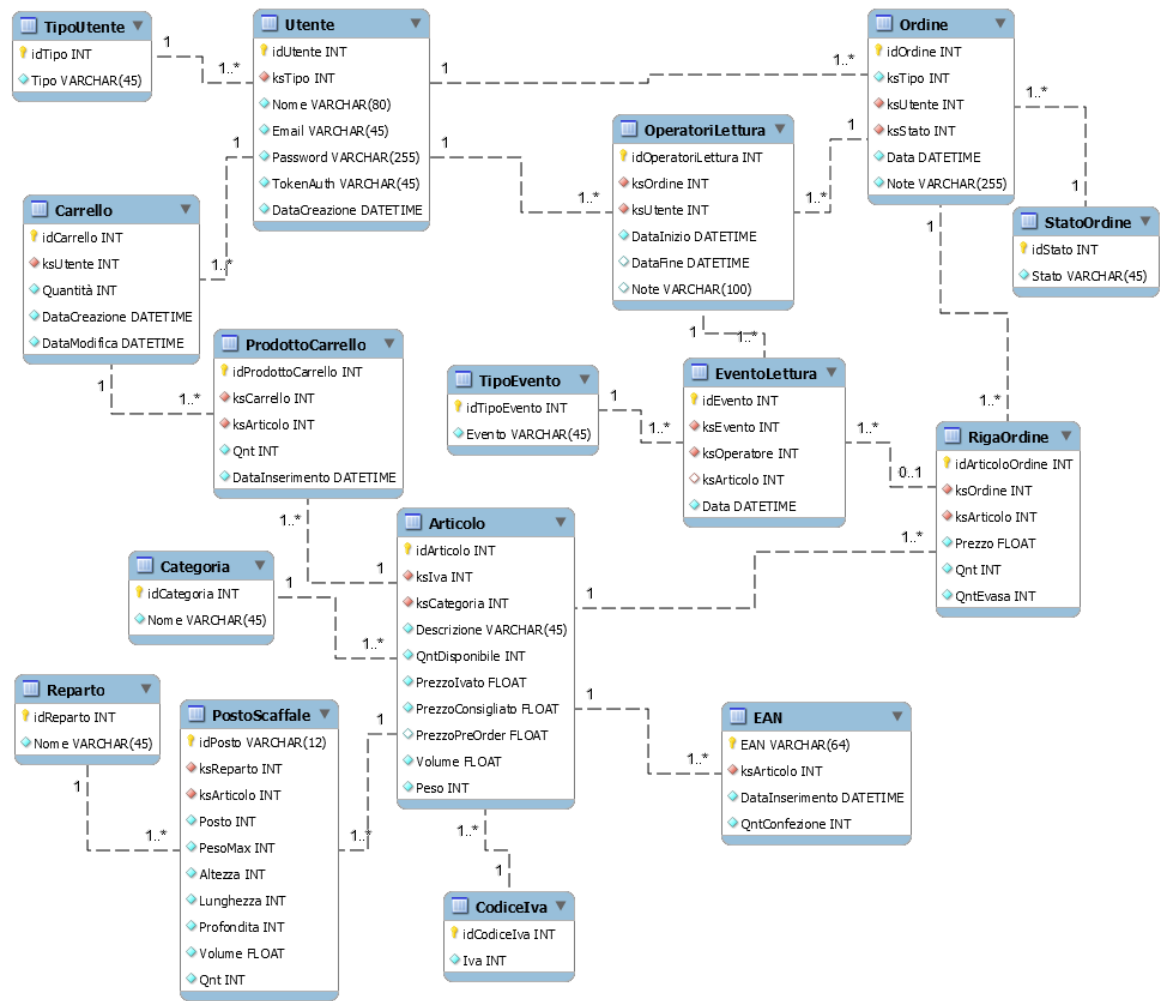 TipoUtente
idTipo INT
Tipo VARCHAR(45)
1
1..*
Utente
idUtente INT
ksTipo INT
Nome VARCHAR(80)
Email VARCHAR(45)
Password VARCHAR(255)
TokenAuth VARCHAR(45)
DataCreazione DATETIME
1
1..*
Ordine
idOrdine INT
ksTipo INT
ksUtente INT
ksStato INT
Data DATETIME
Note VARCHAR(255)
1..*
1
StatoOrdine
idStato INT
Stato VARCHAR(45)
1
1..*
OperatoriLettura
idOperatoriLettura INT
ksOrdine INT
ksUtente INT
DataInizio DATETIME
DataFine DATETIME
Note VARCHAR(100)
1
1..*
1
1..*
Carrello
idCarrello INT
ksUtente INT
Quantità INT
DataCreazione DATETIME
DataModifica DATETIME
1
1..*
ProdottoCarrello
idProdottoCarrello INT
ksCarrello INT
ksArticolo INT
Qnt INT
DataInserimento DATETIME
1..*
1
TipoEvento
idTipoEvento INT
Evento VARCHAR(45)
1
1..*
1
1..*
EventoLettura
idEvento INT
ksEvento INT
ksOperatore INT
ksArticolo INT
Data DATETIME
1..*
0..1
1
1..*
RigaOrdine
idArticoloOrdine INT
ksOrdine INT
ksArticolo INT
Prezzo FLOAT
Qnt INT
QntEvasa INT
1..*
1
Categoria
idCategoria INT
Nome VARCHAR(45)
1
1..*
Articolo
idArticolo INT
ksIva INT
ksCategoria INT
Descrizione VARCHAR(45)
QntDisponibile INT
PrezzoIvato FLOAT
PrezzoConsigliato FLOAT
PrezzoPreOrder FLOAT
Volume FLOAT
Peso INT
Reparto
idReparto INT
Nome VARCHAR(45)
1
1..*
PostoScaffale
idPosto VARCHAR(12)
ksReparto INT
ksArticolo INT
Posto INT
PesoMax INT
Altezza INT
Lunghezza INT
Profondita INT
Volume FLOAT
Qnt INT
1
1..*
1
1..*
EAN
EAN VARCHAR(64)
ksArticolo INT
DataInserimento DATETIME
QntConfezione INT
1..*
1
CodiceIva
idCodiceIva INT
Iva INT